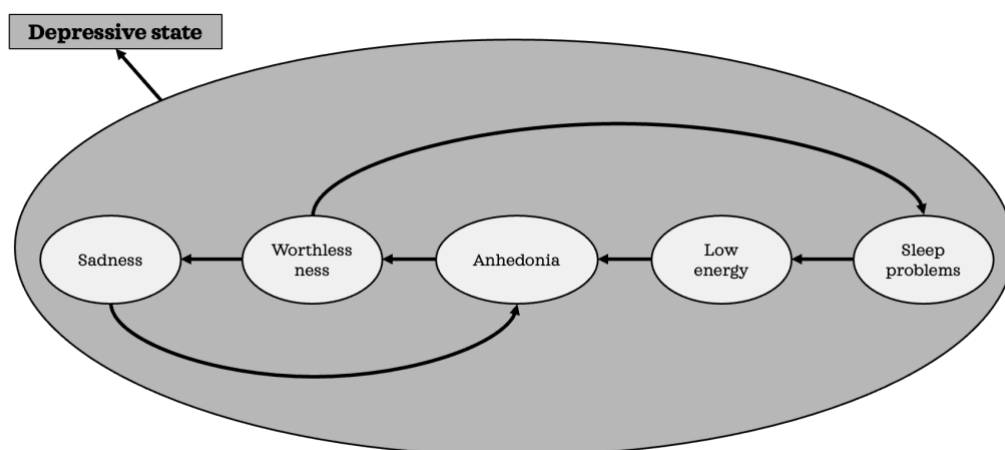 Depressive state
Sadness
Worthless
ness
Anhedonia
Low
energy
Sleep
problems